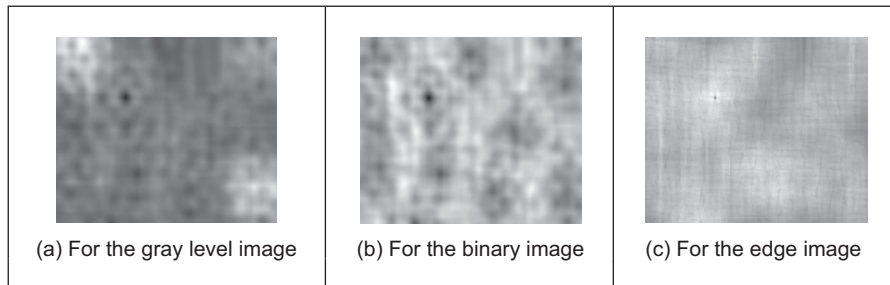 (a) For the gray level image
(b) For the binary image
(c) For the edge image